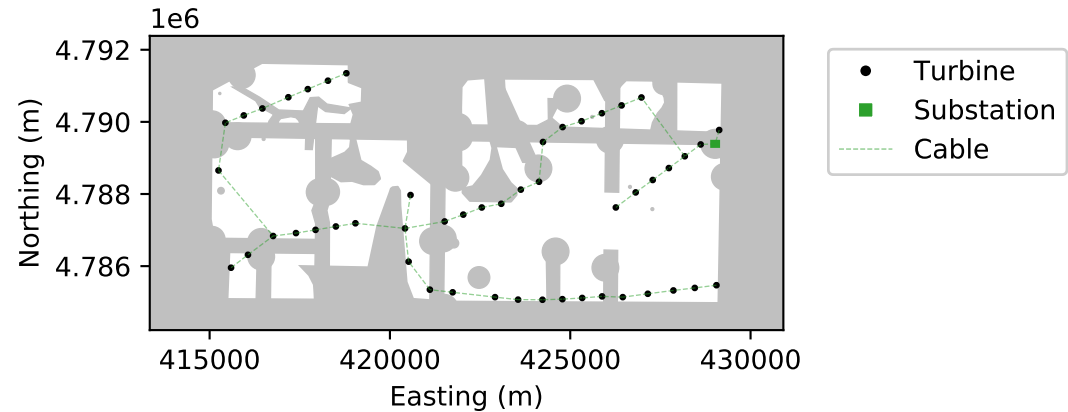 1e6
4.792
4.790
4.788
4.786
Northing (m)
415000 420000 425000 430000
Easting (m)
Turbine
Substation
Cable